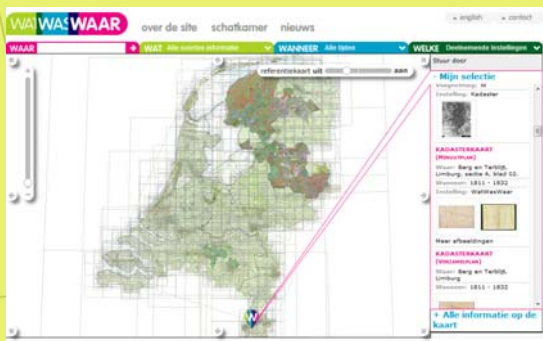 WATWASWAAR
over de site schatkamer nieuws
english contact
WAAR
WAT Alle soorten informatie
WANNEER Alle tijden
WELKE Deelnemende instellingen
referentiekaart uit aan
Stuur door
- Mijn selectie
Instelling: Kadaster
KADASTERKAART
(MINUUTPLAN)
Waar: Berg en Terblijt,
Limburg, sectie A, blad 02.
Wanneer: 1811 - 1832
Instelling: WatWasWaar
Meer afbeeldingen
KADASTERKAART
(VERZAMELPLAN)
Waar: Berg en Terblijt,
Limburg
Wanneer: 1811 - 1832
+ Alle informatie op de
kaart
W